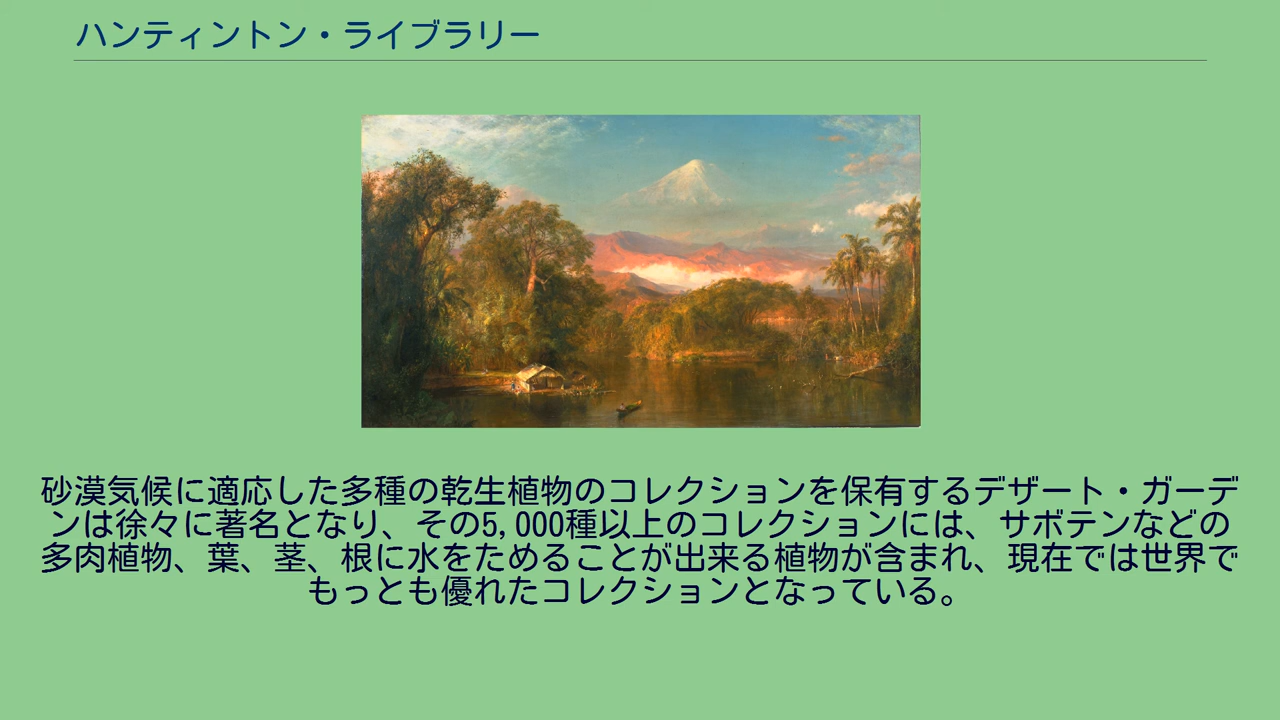 ハンティントン・ライブラリー
砂漠気候に適応した多種の乾生植物のコレクションを保有するデザート・ガーデ
ンは徐々に著名となり、その5,000種以上のコレクションには、サボテンなどの
多肉植物、葉、茎、根に水をためることが出来る植物が含まれ、現在では世界で
もっとも優れたコレクションとなっている。